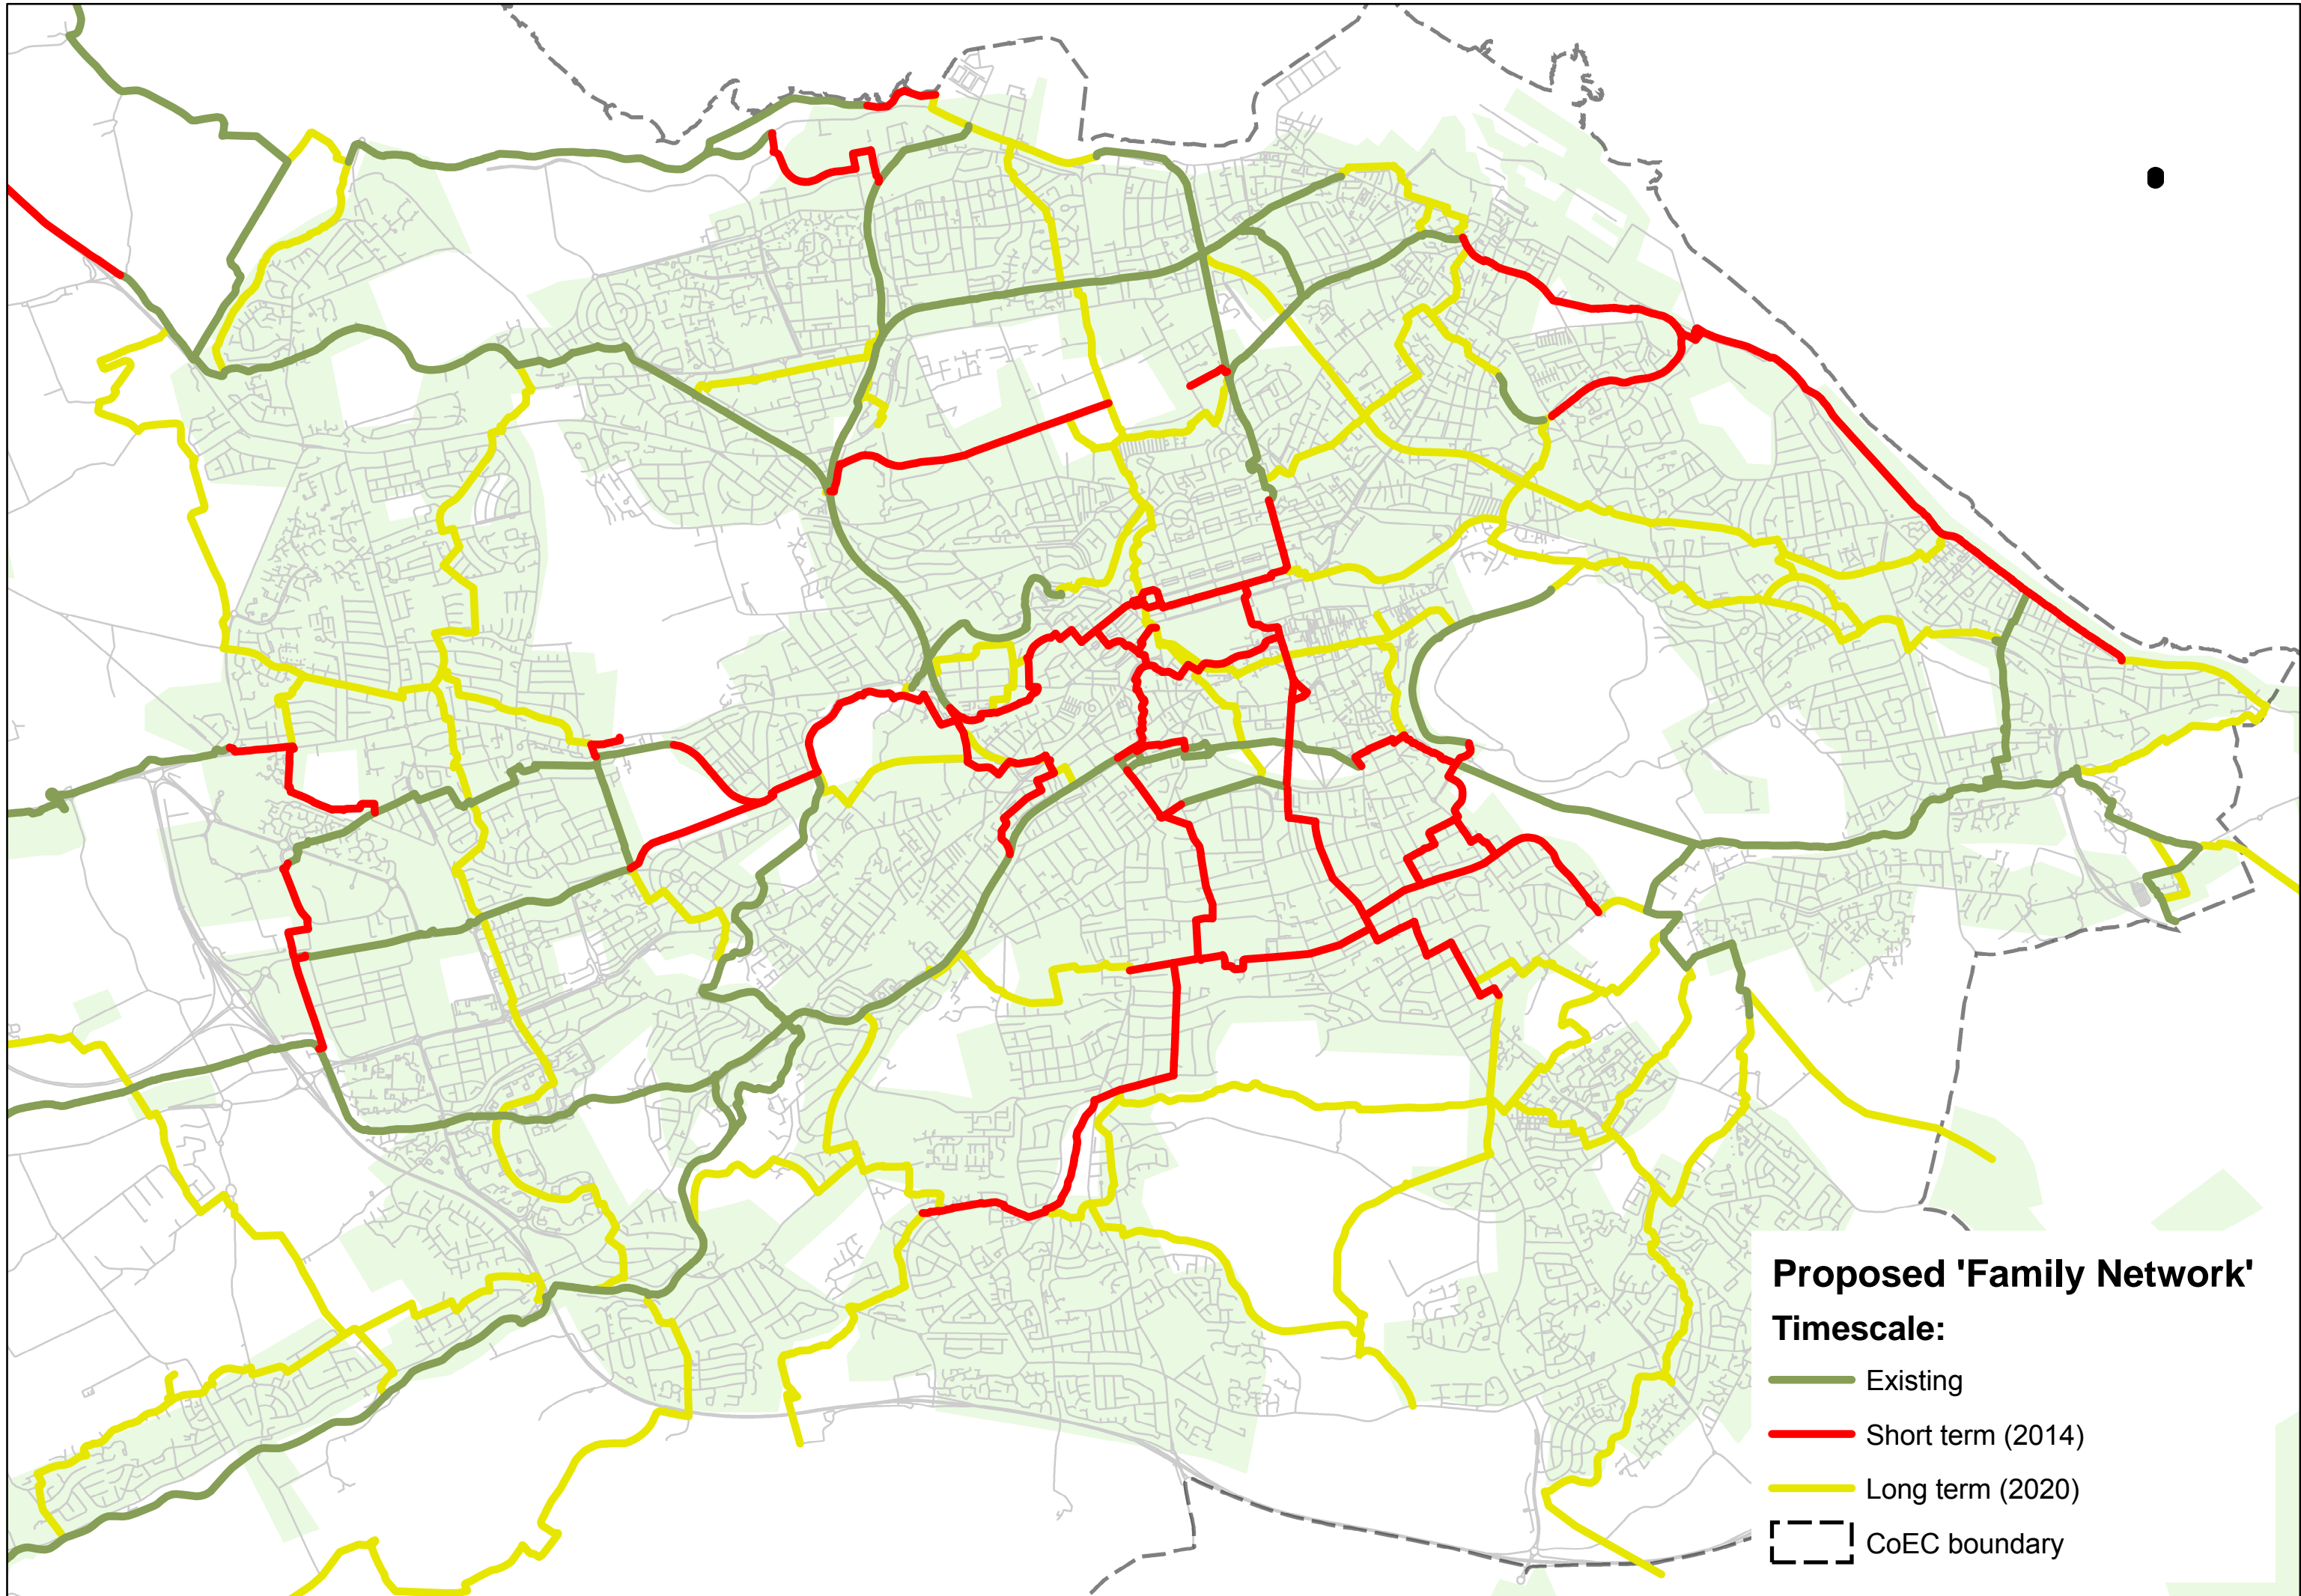 Proposed 'Family Network'
Timescale:
Existing
Short term (2014)
Long term (2020)
CoEC boundary